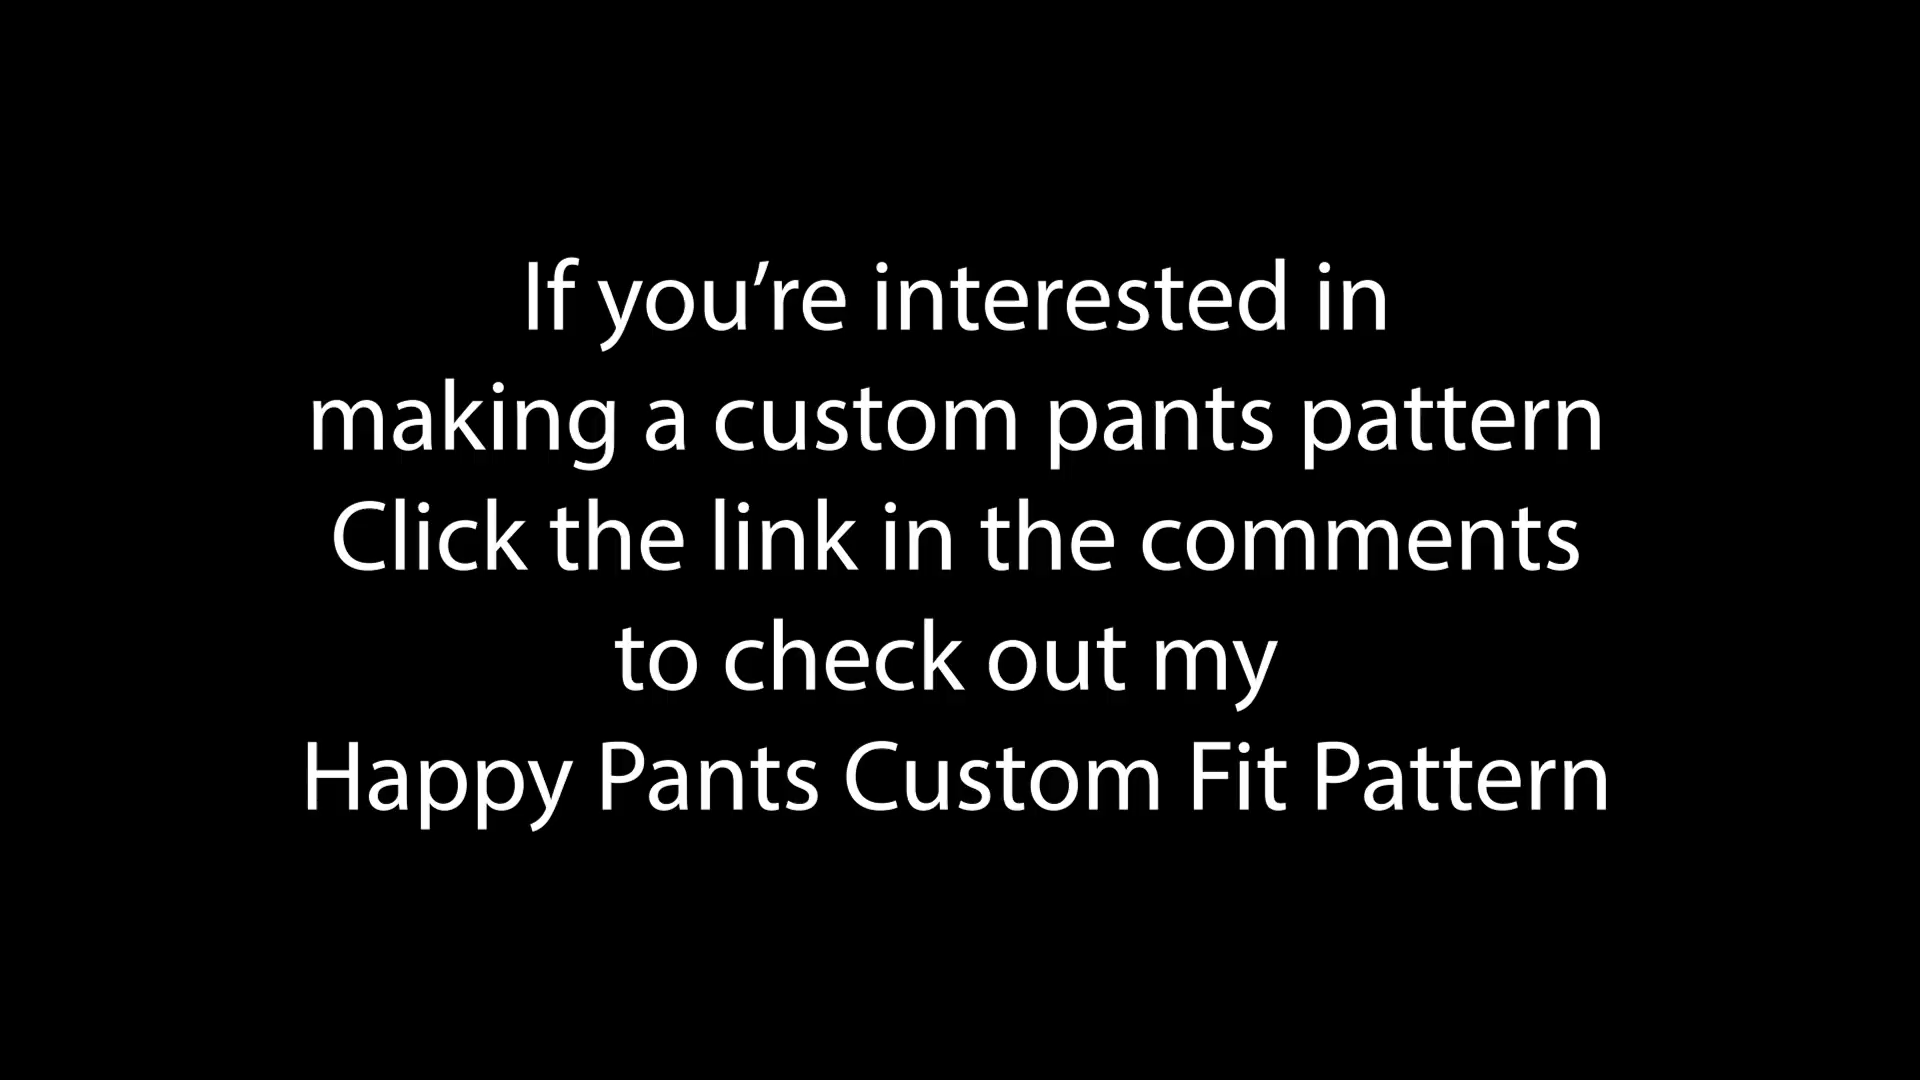 If you’re interested in
making a custom pants pattern
Click the link in the comments
to check out my
Happy Pants Custom Fit Pattern